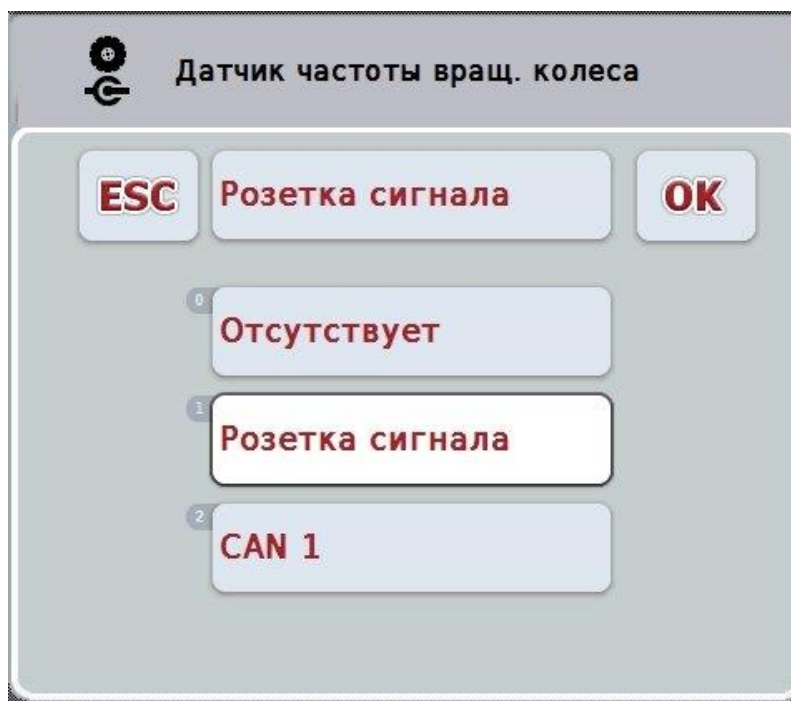 Датчик частоты вращ. колеса
ESC
Розетка сигнала
OK
0
Отсутствует
1
Розетка сигнала
2
CAN 1